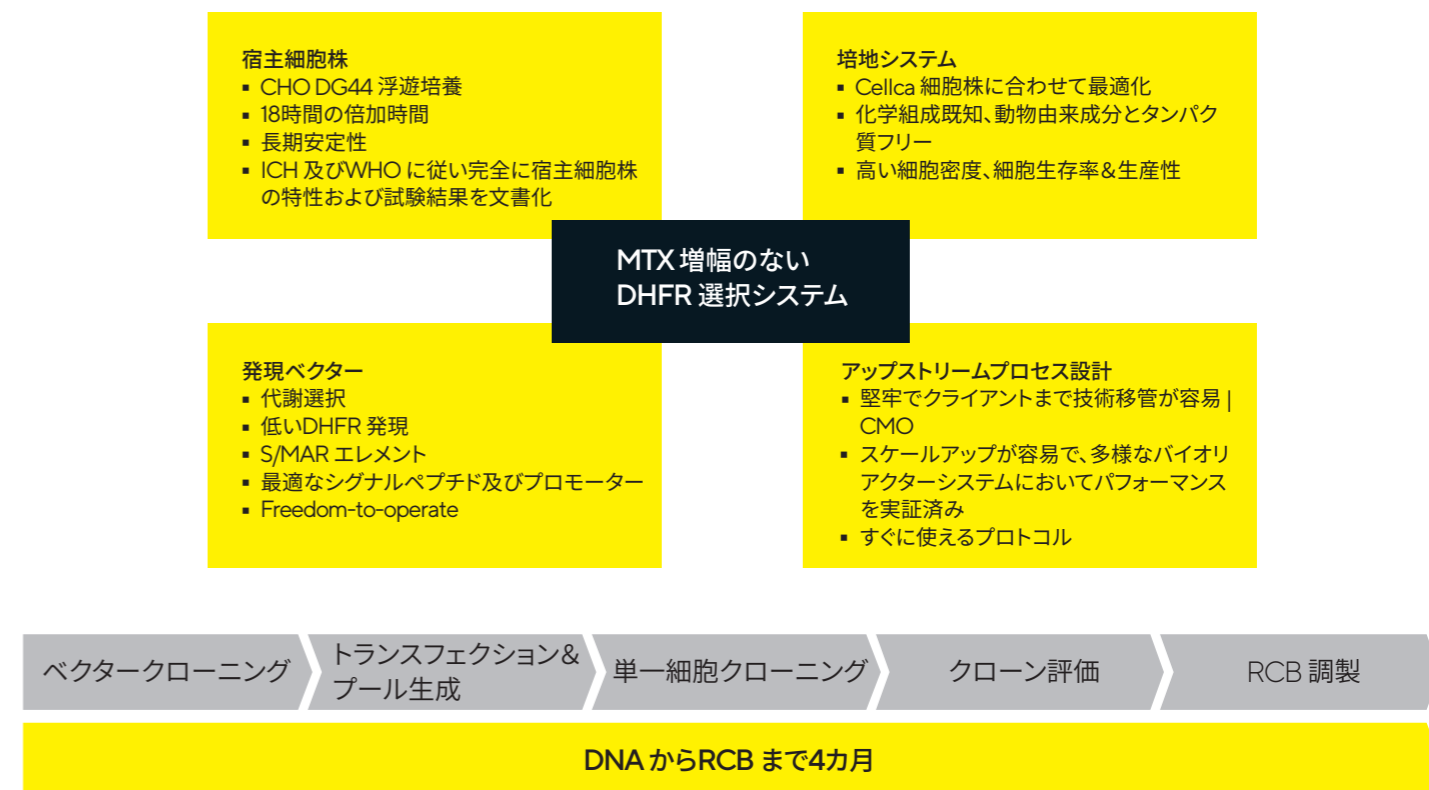 宿主細胞株
▪ CHO DG44 浮遊培養
▪ 18時間の倍加時間
▪ 長期安定性
▪ ICH 及びWHO に従い完全に宿主細胞株
の特性および試験結果を文書化
培地システム
▪ Cellca 細胞株に合わせて最適化
▪ 化学組成既知、動物由来成分とタンパク
質フリー
▪ 高い細胞密度、細胞生存率&生産性
MTX 増幅のない
DHFR 選択システム
発現ベクター
▪ 代謝選択
▪ 低いDHFR 発現
▪ S/MAR エレメント
▪ 最適なシグナルペプチド及びプロモーター
▪ Freedom-to-operate
アップストリームプロセス設計
▪ 堅牢でクライアントまで技術移管が容易 |
CMO
▪ スケールアップが容易で、多様なバイオリ
アクターシステムにおいてパフォーマンス
を実証済み
▪ すぐに使えるプロトコル
ベクタークローニング
トランスフェクション&
プール生成
単一細胞クローニング
クローン評価
RCB 調製
DNA からRCB まで4カ月